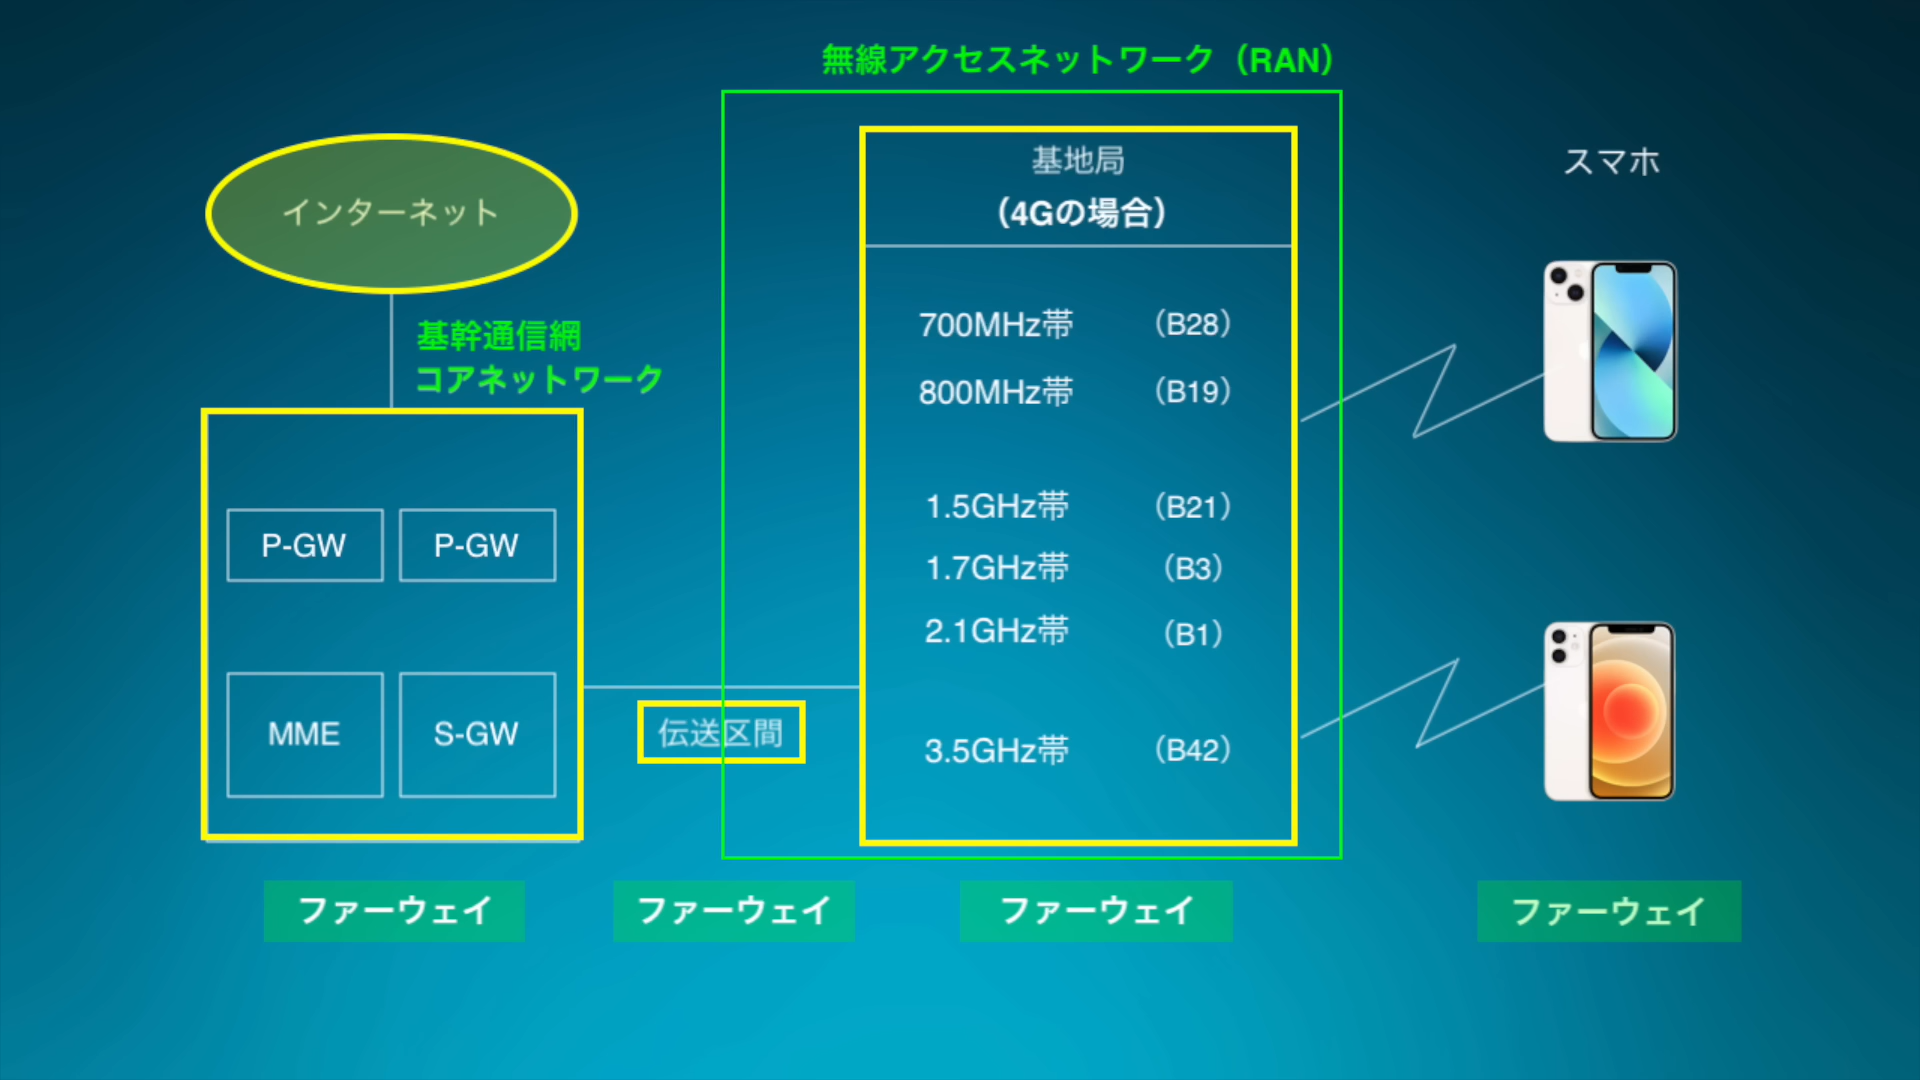 無線アクセスネットワーク（RAN）
インターネット
基幹通信網
コアネットワーク
P-GW
P-GW
MME
S-GW
伝送区間
基地局
（4Gの場合）
700MHz帯 （B28）
800MHz帯 （B19）
1.5GHz帯 （B21）
1.7GHz帯 （B3）
2.1GHz帯 （B1）
3.5GHz帯 （B42）
スマホ
ファーウェイ
ファーウェイ
ファーウェイ
ファーウェイ